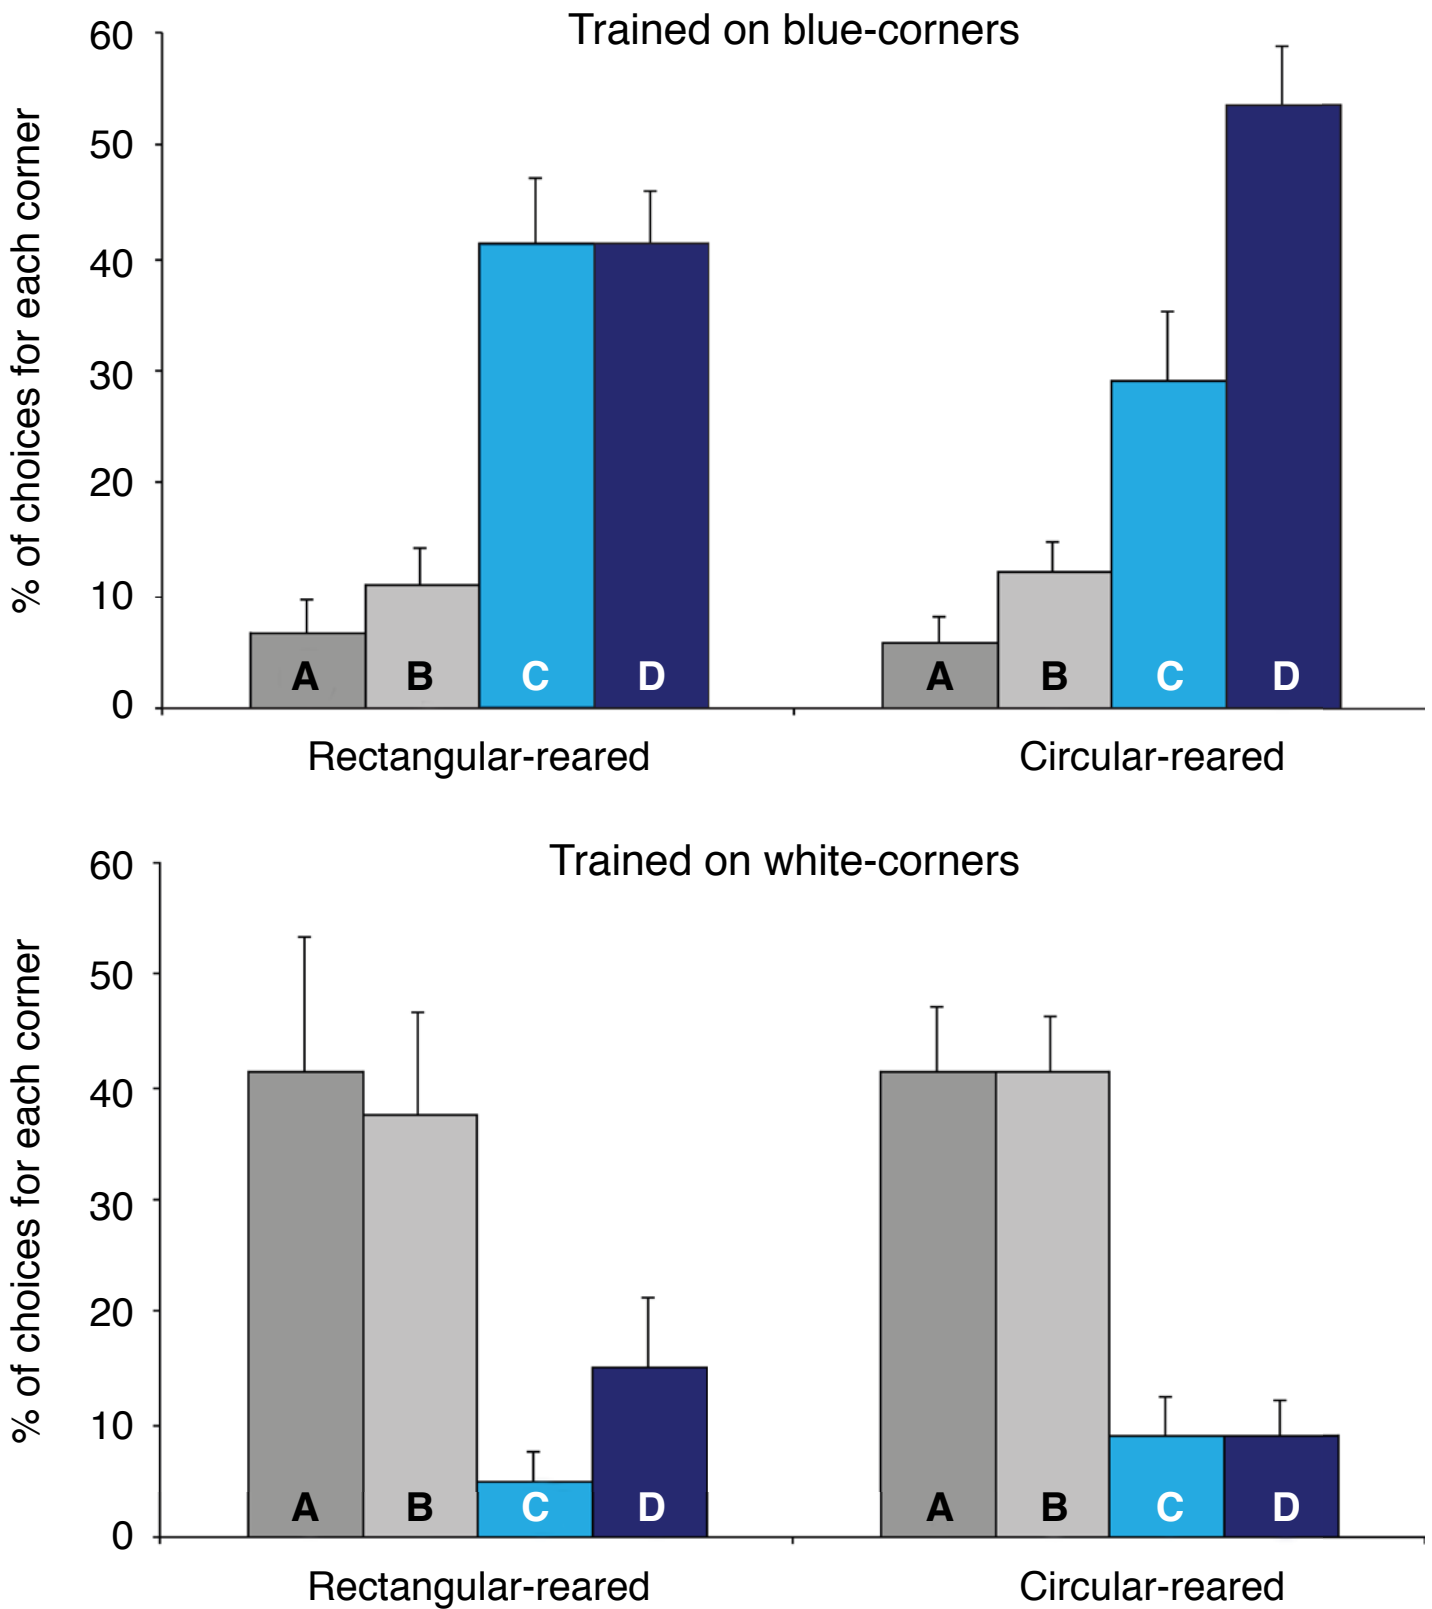 Trained on blue-corners
% of choices for each corner
60
50
40
30
20
10
0
A B C D A B C D
Rectangular-reared Circular-reared
Trained on white-corners
% of choices for each corner
60
50
40
30
20
10
0
A B C D A B C D
Rectangular-reared Circular-reared